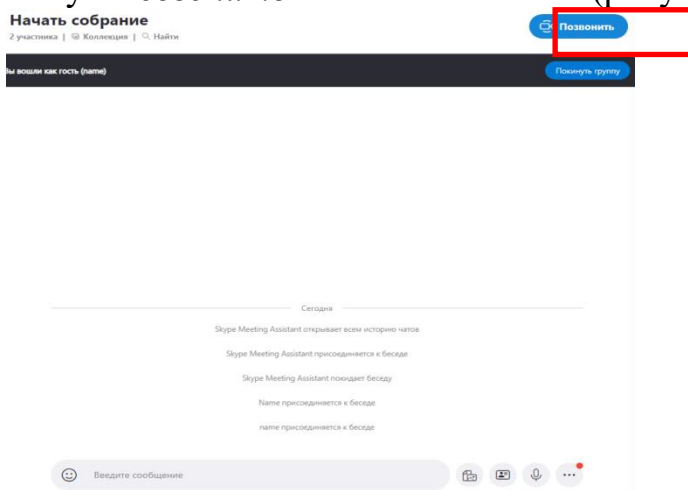 Начать собрание
2 участника | Коллекция | Найти
Позвонить
Вы вошли как гость (name)
Покинуть группу
Сегодня
Skype Meeting Assistant открывает всем историю чатов
Skype Meeting Assistant присоединяется к беседе
Skype Meeting Assistant покидает беседу
Name присоединяется к беседе
name присоединяется к беседе
Введите сообщение